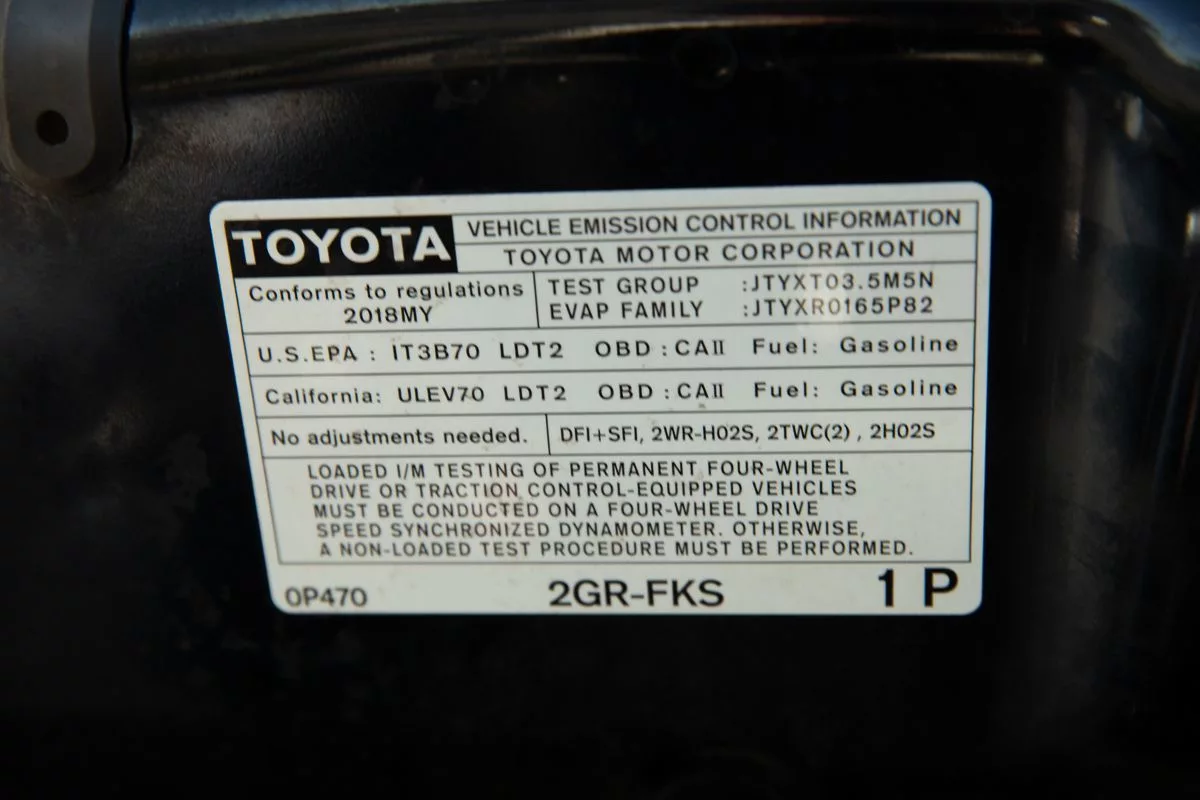 TOYOTA VEHICLE EMISSION CONTROL INFORMATION
TOYOTA MOTOR CORPORATION
Conforms to regulations
2018MY
TEST GROUP :JTYXT03.5M5N
EVAP FAMILY :JTYXR0165P82
U.S.EPA : IT3B70 LDT2 OBD : CAII Fuel: Gasoline
California: ULEV70 LDT2 OBD : CAII Fuel: Gasoline
No adjustments needed. DFI+SFI, 2WR-H02S, 2TWC(2) , 2H02S
LOADED I/M TESTING OF PERMANENT FOUR-WHEEL
DRIVE OR TRACTION CONTROL-EQUIPPED VEHICLES
MUST BE CONDUCTED ON A FOUR-WHEEL DRIVE
SPEED SYNCHRONIZED DYNAMOMETER. OTHERWISE,
A NON-LOADED TEST PROCEDURE MUST BE PERFORMED.
0P470 2GR-FKS 1 P